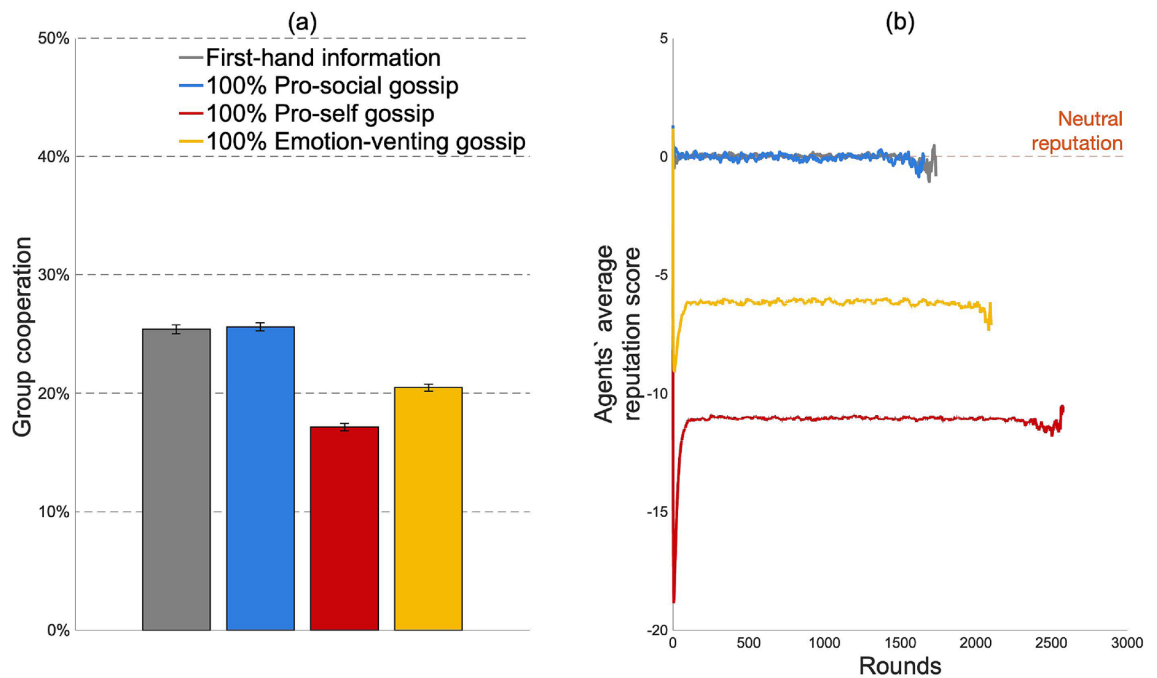 (a)
50%
40%
30%
20%
10%
0%
Group cooperation
First-hand information
100% Pro-social gossip
100% Pro-self gossip
100% Emotion-venting gossip
(b)
5
0
-5
-10
-15
-20
Agents` average
reputation score
Neutral
reputation
0
500
1000
1500
2000
2500
3000
Rounds